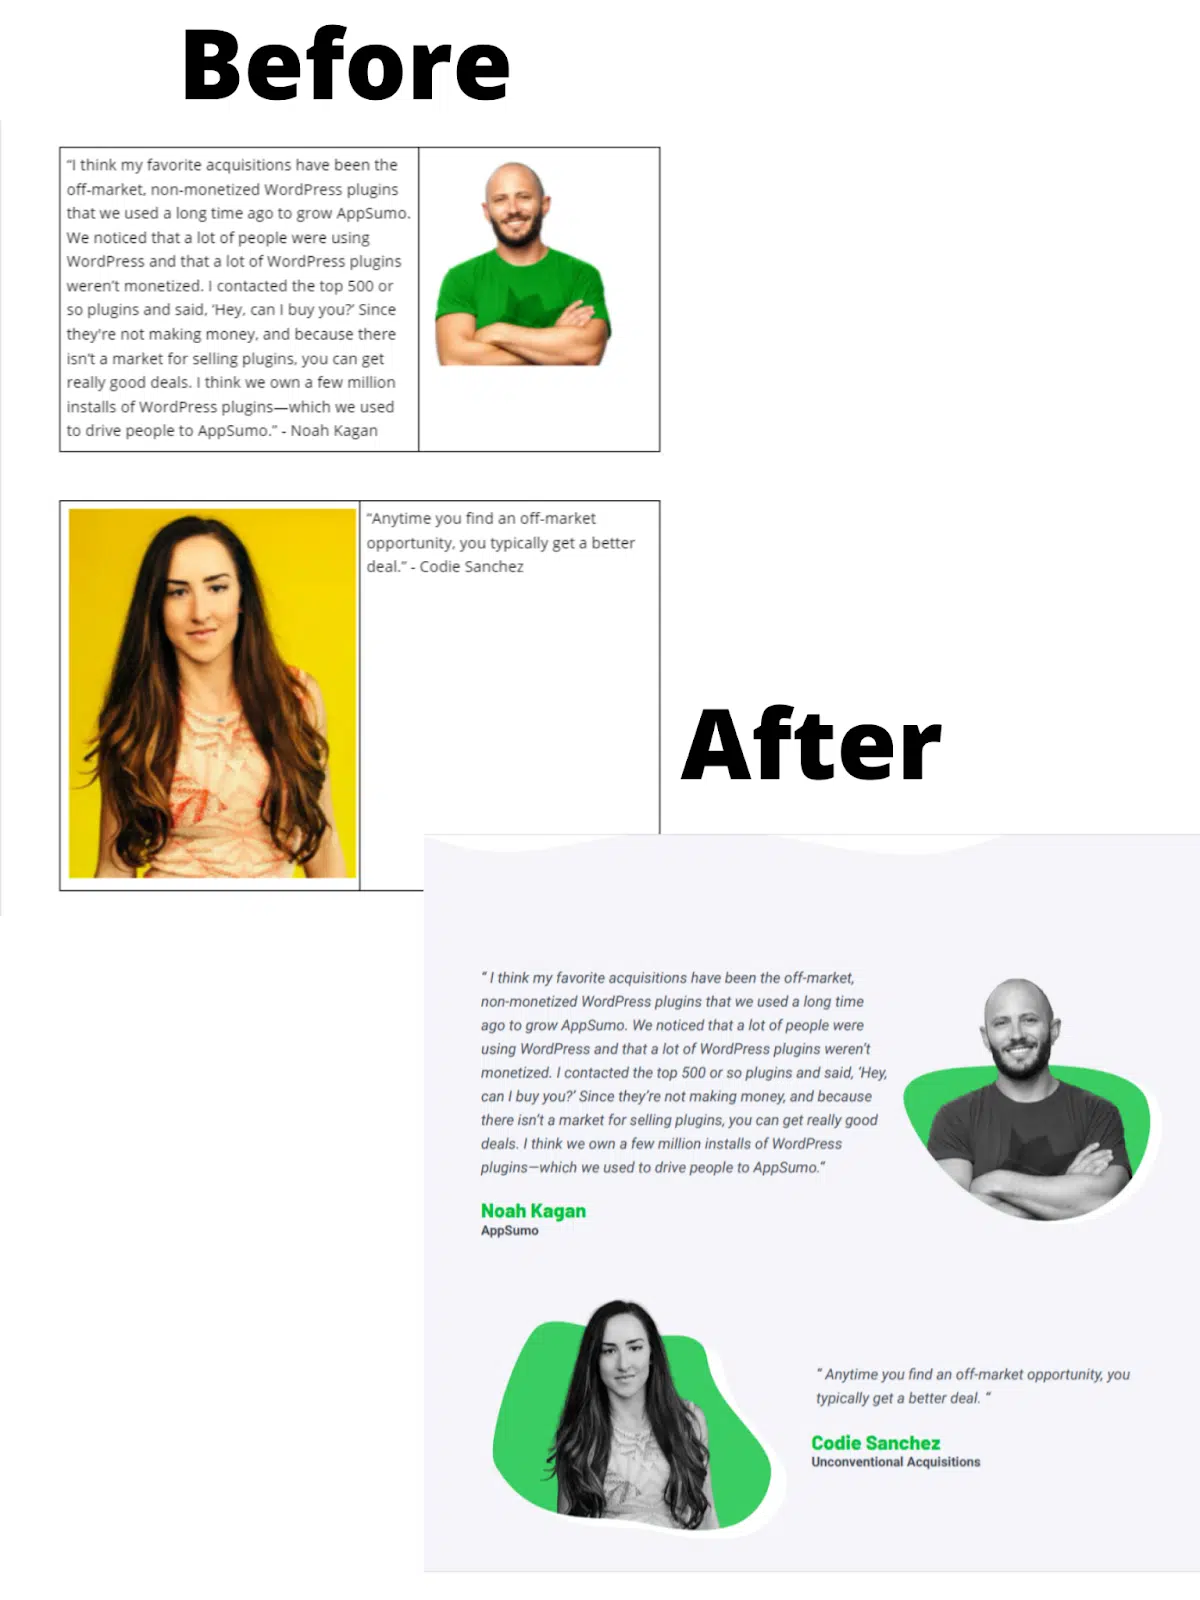 Before
“I think my favorite acquisitions have been the
off-market, non-monetized WordPress plugins
that we used a long time ago to grow AppSumo.
We noticed that a lot of people were using
WordPress and that a lot of WordPress plugins
weren’t monetized. I contacted the top 500 or
so plugins and said, ‘Hey, can I buy you?’ Since
they’re not making money, and because there
isn’t a market for selling plugins, you can get
really good deals. I think we own a few million
installs of WordPress plugins—which we used
to drive people to AppSumo.” - Noah Kagan
“Anytime you find an off-market
opportunity, you typically get a better
deal.” - Codie Sanchez
After
“ I think my favorite acquisitions have been the off-market,
non-monetized WordPress plugins that we used a long time
ago to grow AppSumo. We noticed that a lot of people were
using WordPress and that a lot of WordPress plugins weren’t
monetized. I contacted the top 500 or so plugins and said, ‘Hey,
can I buy you?’ Since they’re not making money, and because
there isn’t a market for selling plugins, you can get really good
deals. I think we own a few million installs of WordPress
plugins—which we used to drive people to AppSumo.“
Noah Kagan
AppSumo
“ Anytime you find an off-market opportunity, you
typically get a better deal. “
Codie Sanchez
Unconventional Acquisitions